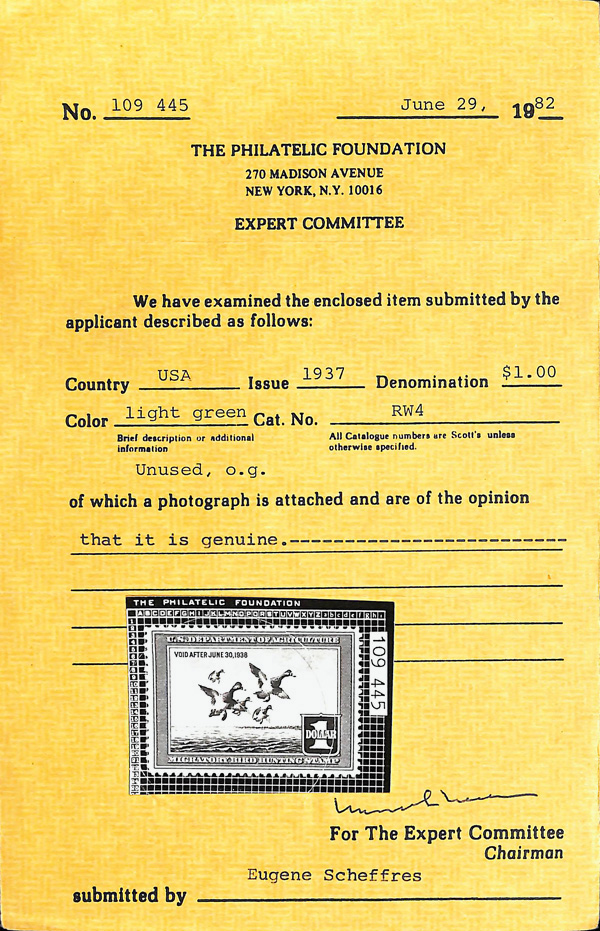 No. 109 445 June 29, 1982
THE PHILATELIC FOUNDATION
270 MADISON AVENUE
NEW YORK, N.Y. 10016
EXPERT COMMITTEE
We have examined the enclosed item submitted by the
applicant described as follows:
Country USA Issue 1937 Denomination $1.00
Color light green Cat. No. RW4
Brief description or additional
information
All Catalogue numbers are Scott's unless
otherwise specified.
Unused, o.g.
of which a photograph is attached and are of the opinion
that it is genuine.-------------------------
THE PHILATELIC FOUNDATION
U.S. DEPARTMENT OF AGRICULTURE
VOID AFTER JUNE 30, 1938
1
DOLLAR
MIGRATORY BIRD HUNTING STAMP
109 445
For The Expert Committee
Chairman
Eugene Scheffres
submitted by